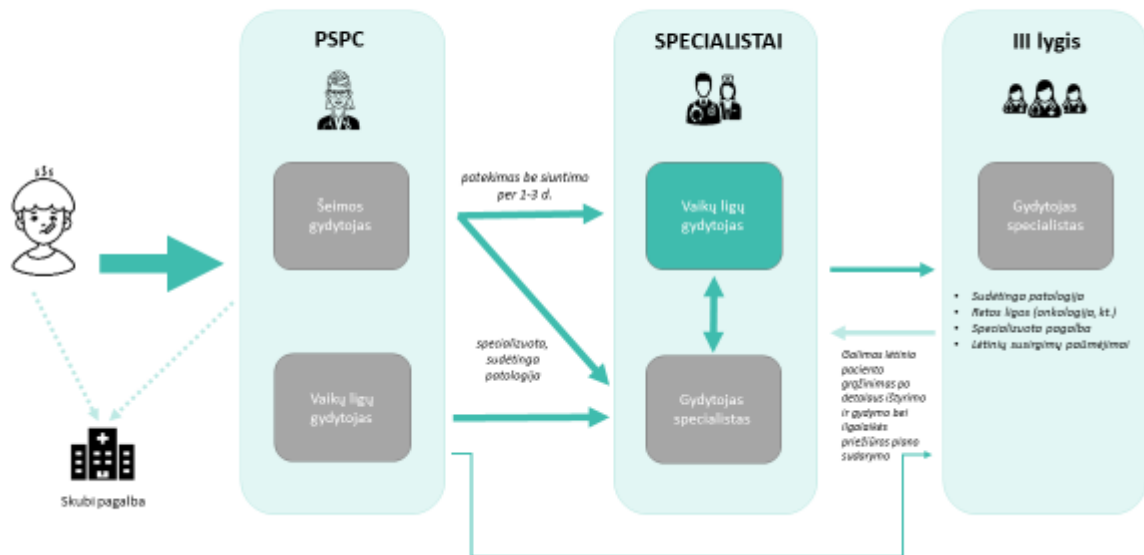 PSPC
Šeimos
gydytojas
Vaikų ligų
gydytojas
Skubi pagalba
patekimas be siuntimo
per 1-3 d.
specializuota,
sudėtinga
patologija
SPECIALISTAI
Vaikų ligų
gydytojas
Gydytojas
specialistas
Galimas lėtinio
paciento
grąžinimas po
detalaus ištyrimo
ir gydymo bei
ilgalaikės
priežiūros plano
sudarymo
III lygis
Gydytojas
specialistas
• Sudėtinga patologija
• Retos ligos (onkologija, kt.)
• Specializuota pagalba
• Lėtinių susirgimų paūmėjimai